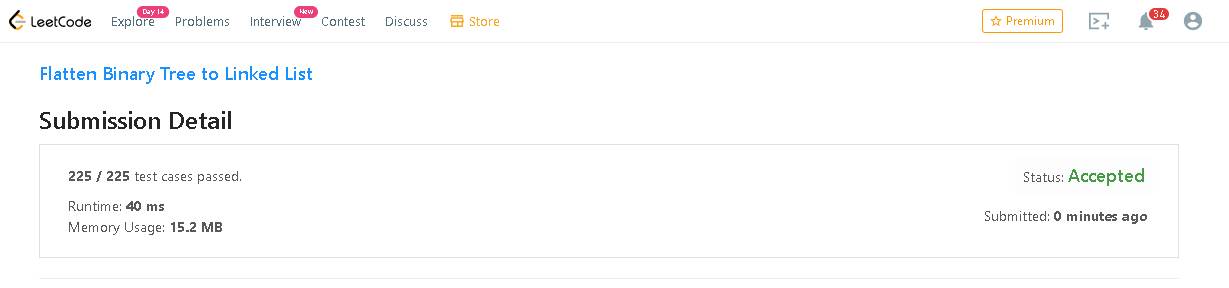 LeetCode Explore Day 14 Problems Interview New Contest Discuss Store Premium 34
Flatten Binary Tree to Linked List
Submission Detail
225 / 225 test cases passed. Status: Accepted
Runtime: 40 ms Submitted: 0 minutes ago
Memory Usage: 15.2 MB